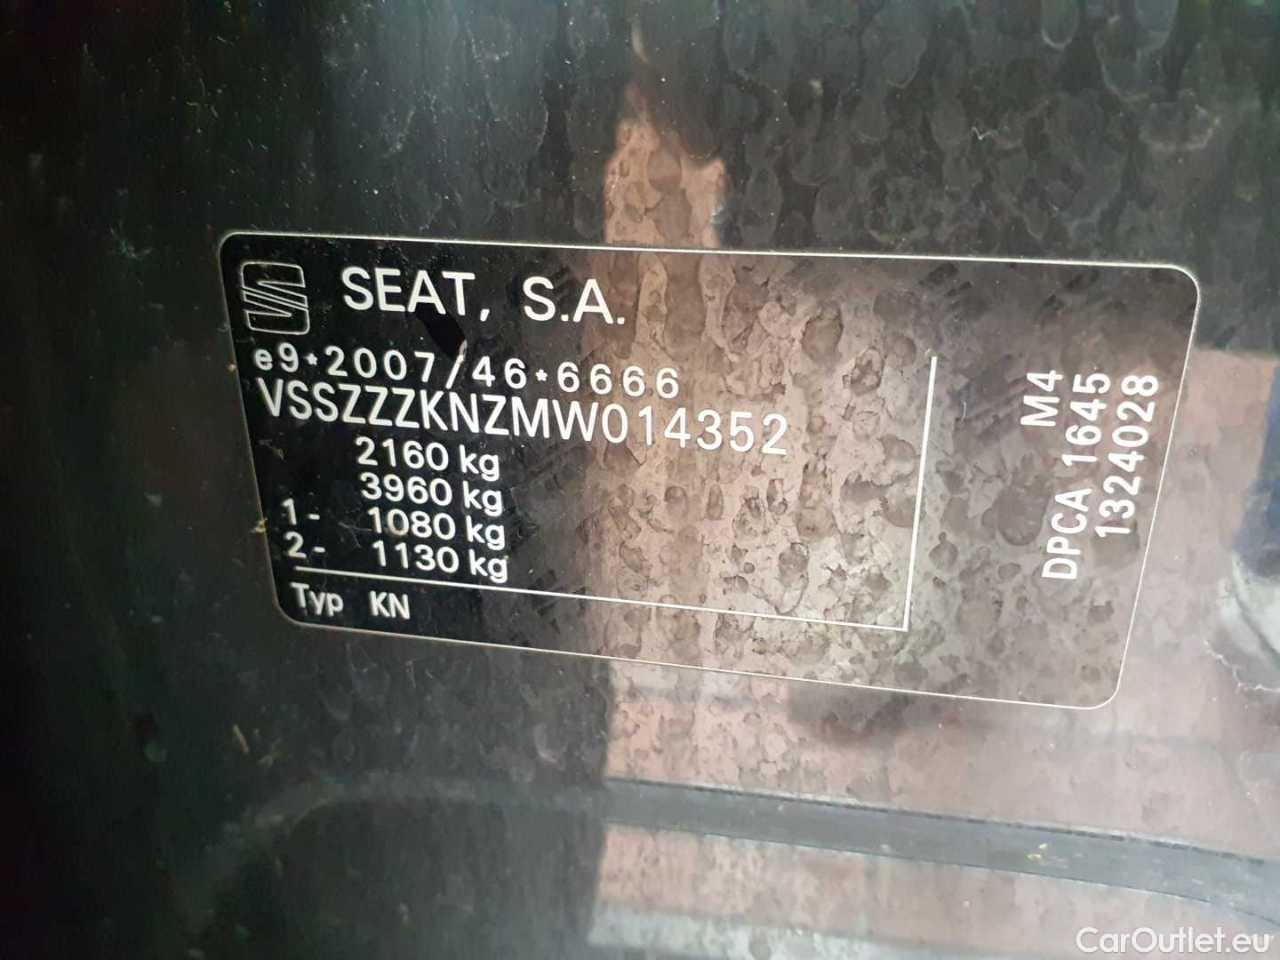 SEAT, S.A.
e9*2007/46*6666
VSSZZZKNZMW014352
2160 kg
3960 kg
1- 1080 kg
2- 1130 kg
Typ KN
M4
DPCA 1645
1324028
CarOutlet.eu